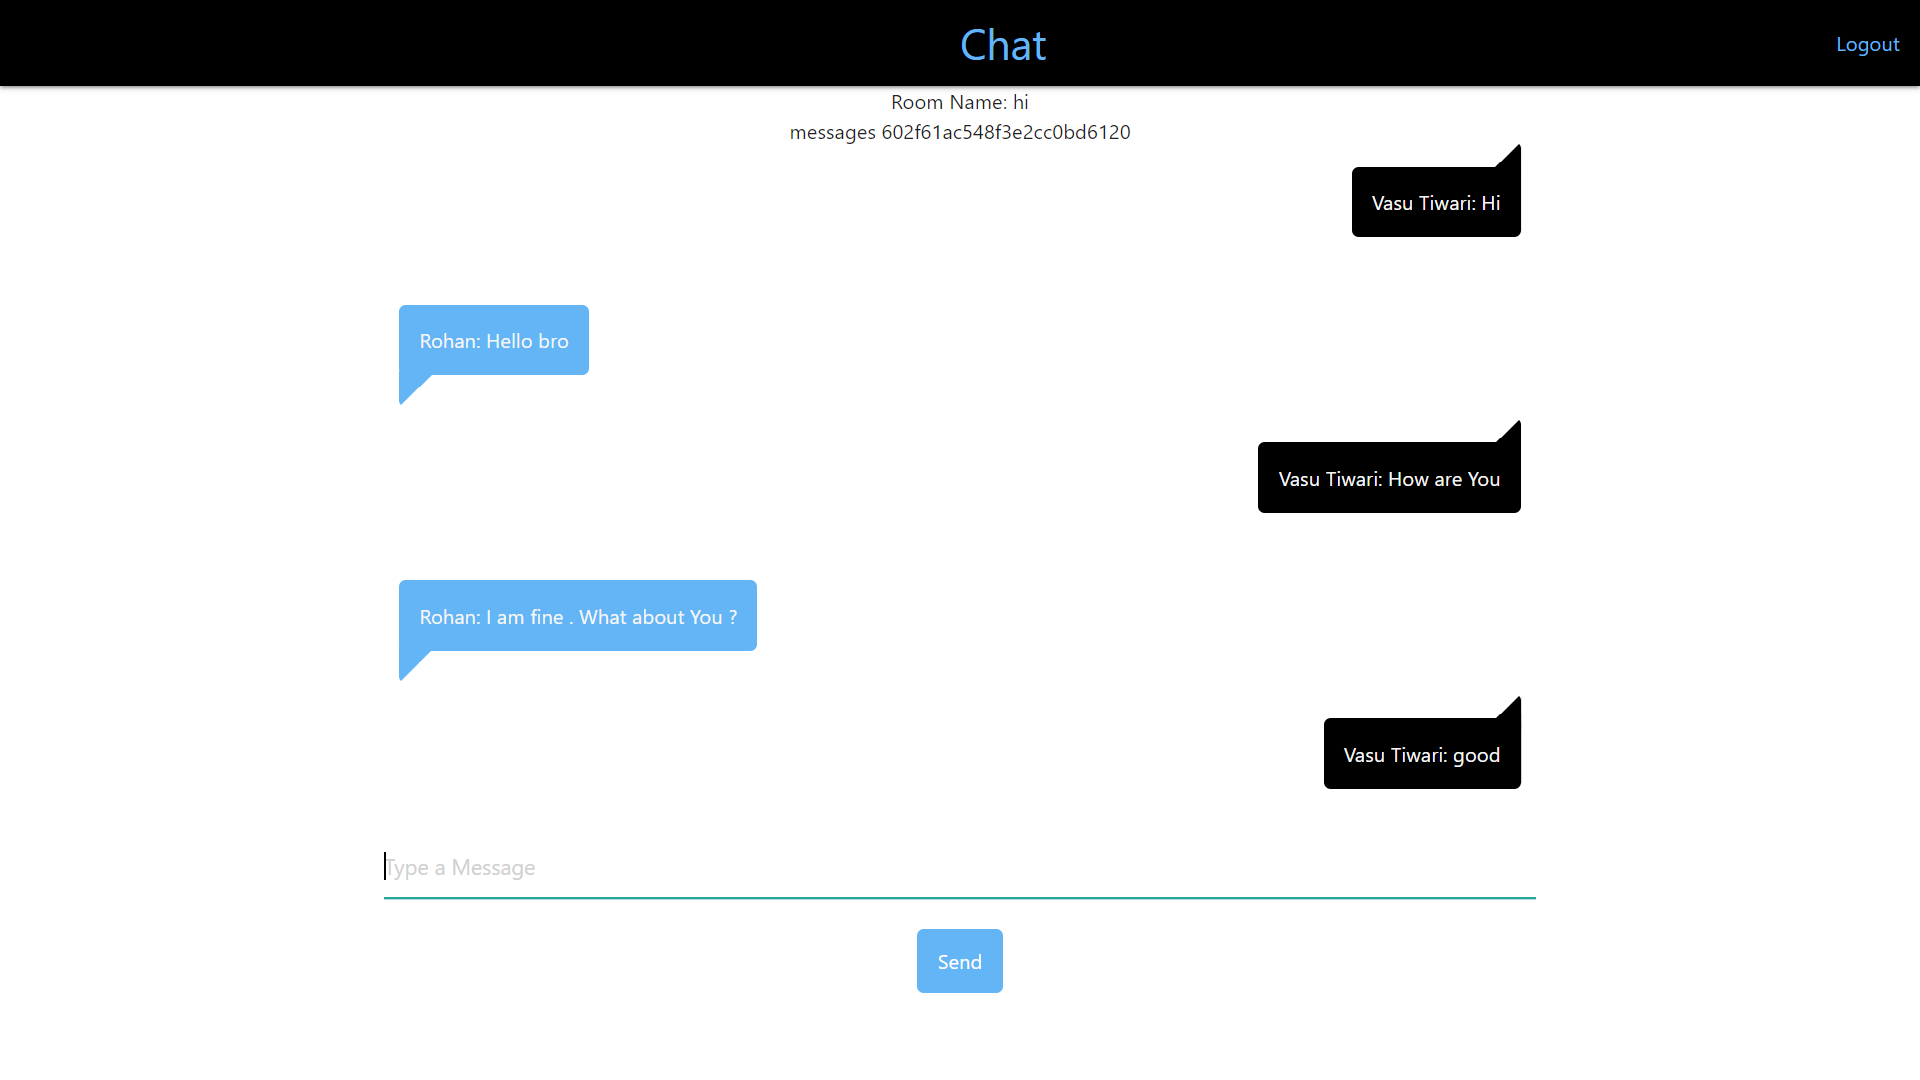 Chat
Logout
Room Name: hi
messages 602f61ac548f3e2cc0bd6120
Vasu Tiwari: Hi
Rohan: Hello bro
Vasu Tiwari: How are You
Rohan: I am fine . What about You ?
Vasu Tiwari: good
Type a Message
Send